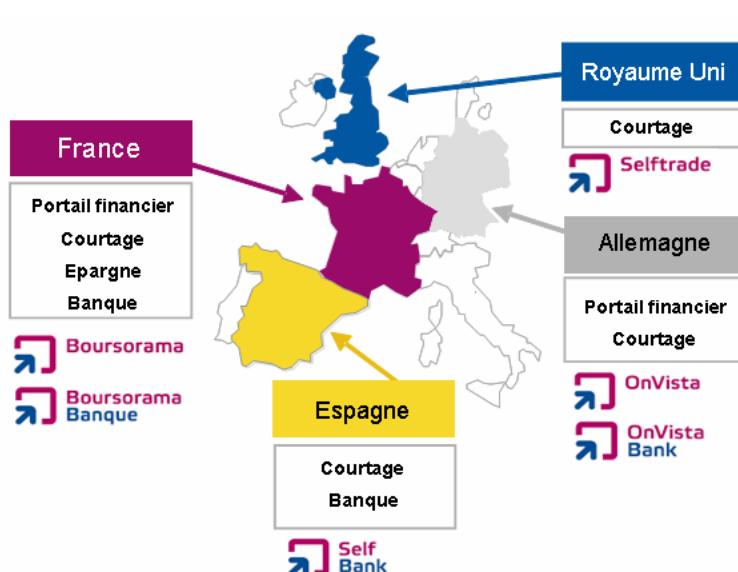 Royaume Uni
Courtage
Selftrade
France
Portail financier
Courtage
Epargne
Banque
Boursorama
Boursorama
Banque
Allemagne
Portail financier
Courtage
OnVista
OnVista
Bank
Espagne
Courtage
Banque
Self
Bank